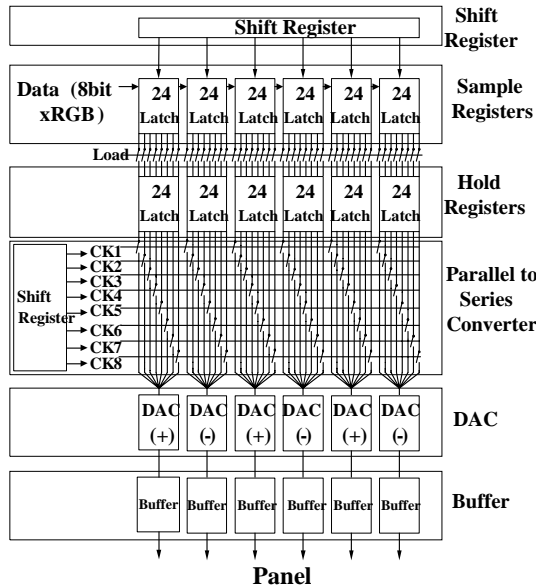 Shift Register
Shift
Register
Data (8bit
xRGB)
24 24 24 24 24 24
Latch Latch Latch Latch Latch Latch
Sample
Registers
Load
24 24 24 24 24 24
Latch Latch Latch Latch Latch Latch
Hold
Registers
Shift
Register
CK1
CK2
CK3
CK4
CK5
CK6
CK7
CK8
Parallel to
Series
Converter
DAC DAC DAC DAC DAC DAC
(+) (-) (+) (-) (+) (-)
DAC
Buffer Buffer Buffer Buffer Buffer Buffer
Buffer
Panel